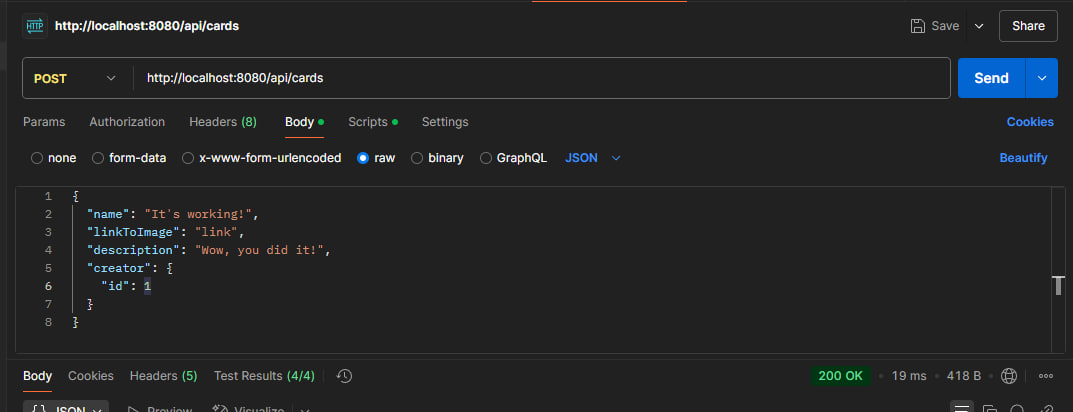 HTTP http://localhost:8080/api/cards Save Share
POST http://localhost:8080/api/cards Send
Params Authorization Headers (8) Body Scripts Settings Cookies
none form-data x-www-form-urlencoded raw binary GraphQL JSON Beautify
1 {
2 "name": "It's working!",
3 "linkToImage": "link",
4 "description": "Wow, you did it!",
5 "creator": {
6 "id": 1
7 }
8 }
Body Cookies Headers (5) Test Results (4/4) 200 OK • 19 ms • 418 B •
{} JSON Preview Visualize